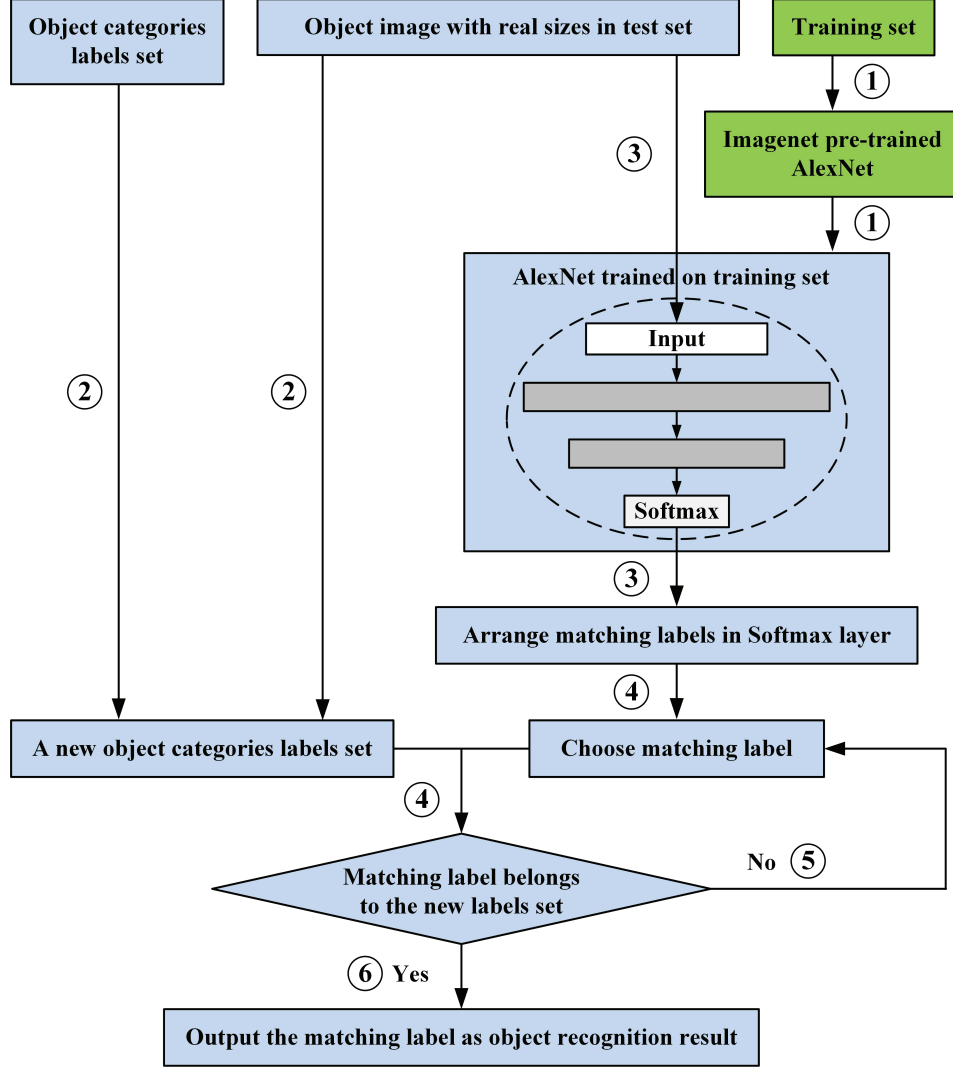 Object categories
labels set
Object image with real sizes in test set
Training set
①
Imagenet pre-trained
AlexNet
③
①
AlexNet trained on training set
Input
②
②
Softmax
③
Arrange matching labels in Softmax layer
④
A new object categories labels set
Choose matching label
④
Matching label belongs
to the new labels set
No ⑤
⑥ Yes
Output the matching label as object recognition result